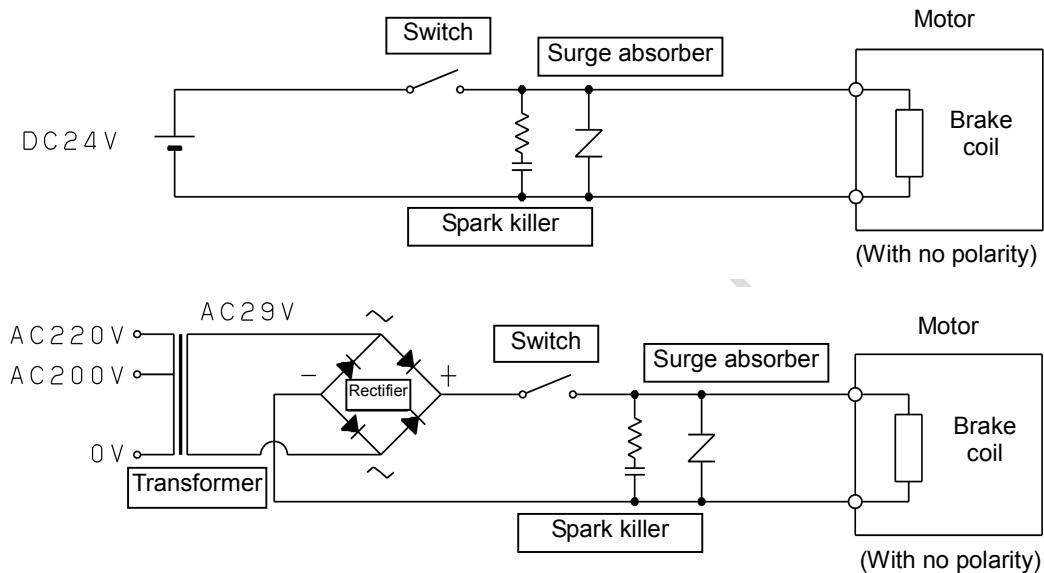 Motor
Switch
Surge absorber
DC24V
Brake
coil
Spark killer
(With no polarity)
AC29V
∼
Motor
AC220V
Switch
Surge absorber
AC200V
−
Rectifier
+
Brake
coil
0V
∼
Transformer
Spark killer
(With no polarity)